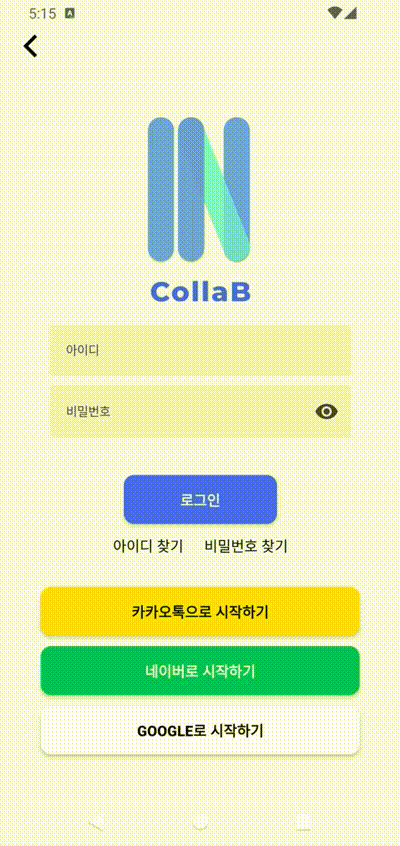 5:15 A
IN
CollaB
아이디
비밀번호
로그인
아이디 찾기 비밀번호 찾기
카카오톡으로 시작하기
네이버로 시작하기
GOOGLE로 시작하기